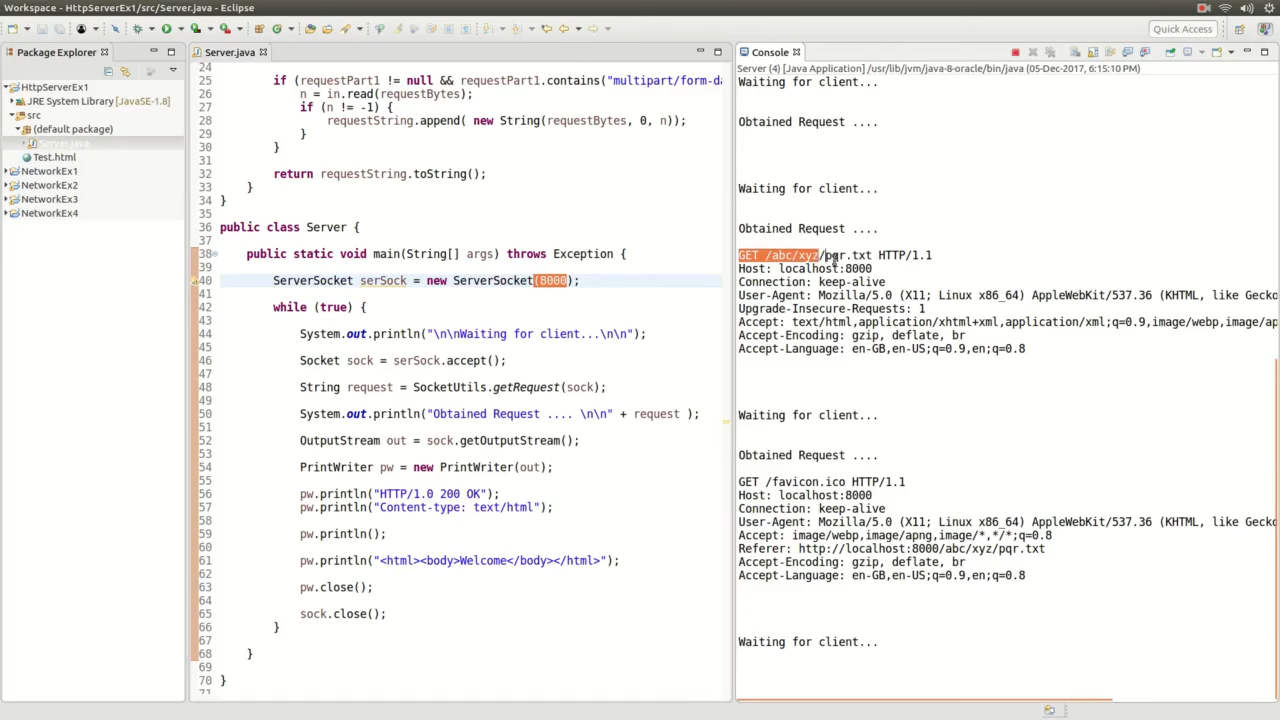 Workspace - HttpServerEx1/src/Server.java - Eclipse
Quick Access
Package Explorer
HttpServerEx1
JRE System Library [JavaSE-1.8]
src
(default package)
Server.java
Test.html
NetworkEx1
NetworkEx2
NetworkEx3
NetworkEx4
Server.java
24
25 if (requestPart1 != null && requestPart1.contains("multipart/form-da
26 n = in.read(requestBytes);
27 if (n != -1) {
28 requestString.append( new String(requestBytes, 0, n));
29 }
30 }
31
32 return requestString.toString();
33 }
34 }
35
36 public class Server {
37
38 public static void main(String[] args) throws Exception {
39
40 ServerSocket serSock = new ServerSocket(8000);
41
42 while (true) {
43
44 System.out.println("\n\nWaiting for client...\n\n");
45
46 Socket sock = serSock.accept();
47
48 String request = SocketUtils.getRequest(sock);
49
50 System.out.println("Obtained Request .... \n\n" + request );
51
52 OutputStream out = sock.getOutputStream();
53
54 PrintWriter pw = new PrintWriter(out);
55
56 pw.println("HTTP/1.0 200 OK");
57 pw.println("Content-type: text/html");
58
59 pw.println();
60
61 pw.println("<html><body>Welcome</body></html>");
62
63 pw.close();
64
65 sock.close();
66 }
67
68 }
69
70 }
71
Console
Server (4) [Java Application] /usr/lib/jvm/java-8-oracle/bin/java (05-Dec-2017, 6:15:10 PM)
Waiting for client...
Obtained Request ....
Waiting for client...
Obtained Request ....
GET /abc/xyz/pqr.txt HTTP/1.1
Host: localhost:8000
Connection: keep-alive
User-Agent: Mozilla/5.0 (X11; Linux x86_64) AppleWebKit/537.36 (KHTML, like Gecko
Upgrade-Insecure-Requests: 1
Accept: text/html,application/xhtml+xml,application/xml;q=0.9,image/webp,image/ap
Accept-Encoding: gzip, deflate, br
Accept-Language: en-GB,en-US;q=0.9,en;q=0.8
Waiting for client...
Obtained Request ....
GET /favicon.ico HTTP/1.1
Host: localhost:8000
Connection: keep-alive
User-Agent: Mozilla/5.0 (X11; Linux x86_64) AppleWebKit/537.36 (KHTML, like Gecko
Accept: image/webp,image/apng,image/*,*/*;q=0.8
Referer: http://localhost:8000/abc/xyz/pqr.txt
Accept-Encoding: gzip, deflate, br
Accept-Language: en-GB,en-US;q=0.9,en;q=0.8
Waiting for client...